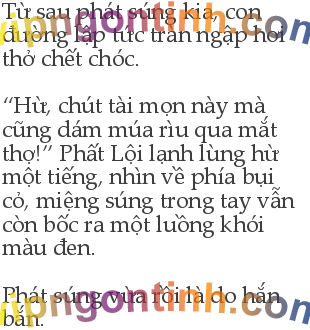 Từ sau phát súng kia, con
đường lập tức tràn ngập hơi
thở chết chóc.
“Hừ, chút tài mọn này mà
cũng dám múa rìu qua mắt
thợ!” Phất Lội lạnh lùng hừ
một tiếng, nhìn về phía bụi
cỏ, miệng súng trong tay vẫn
còn bốc ra một luồng khói
màu đen.
Phát súng vừa rồi là do hắn
bắn.
vipngontinh.com
vipngontinh.com